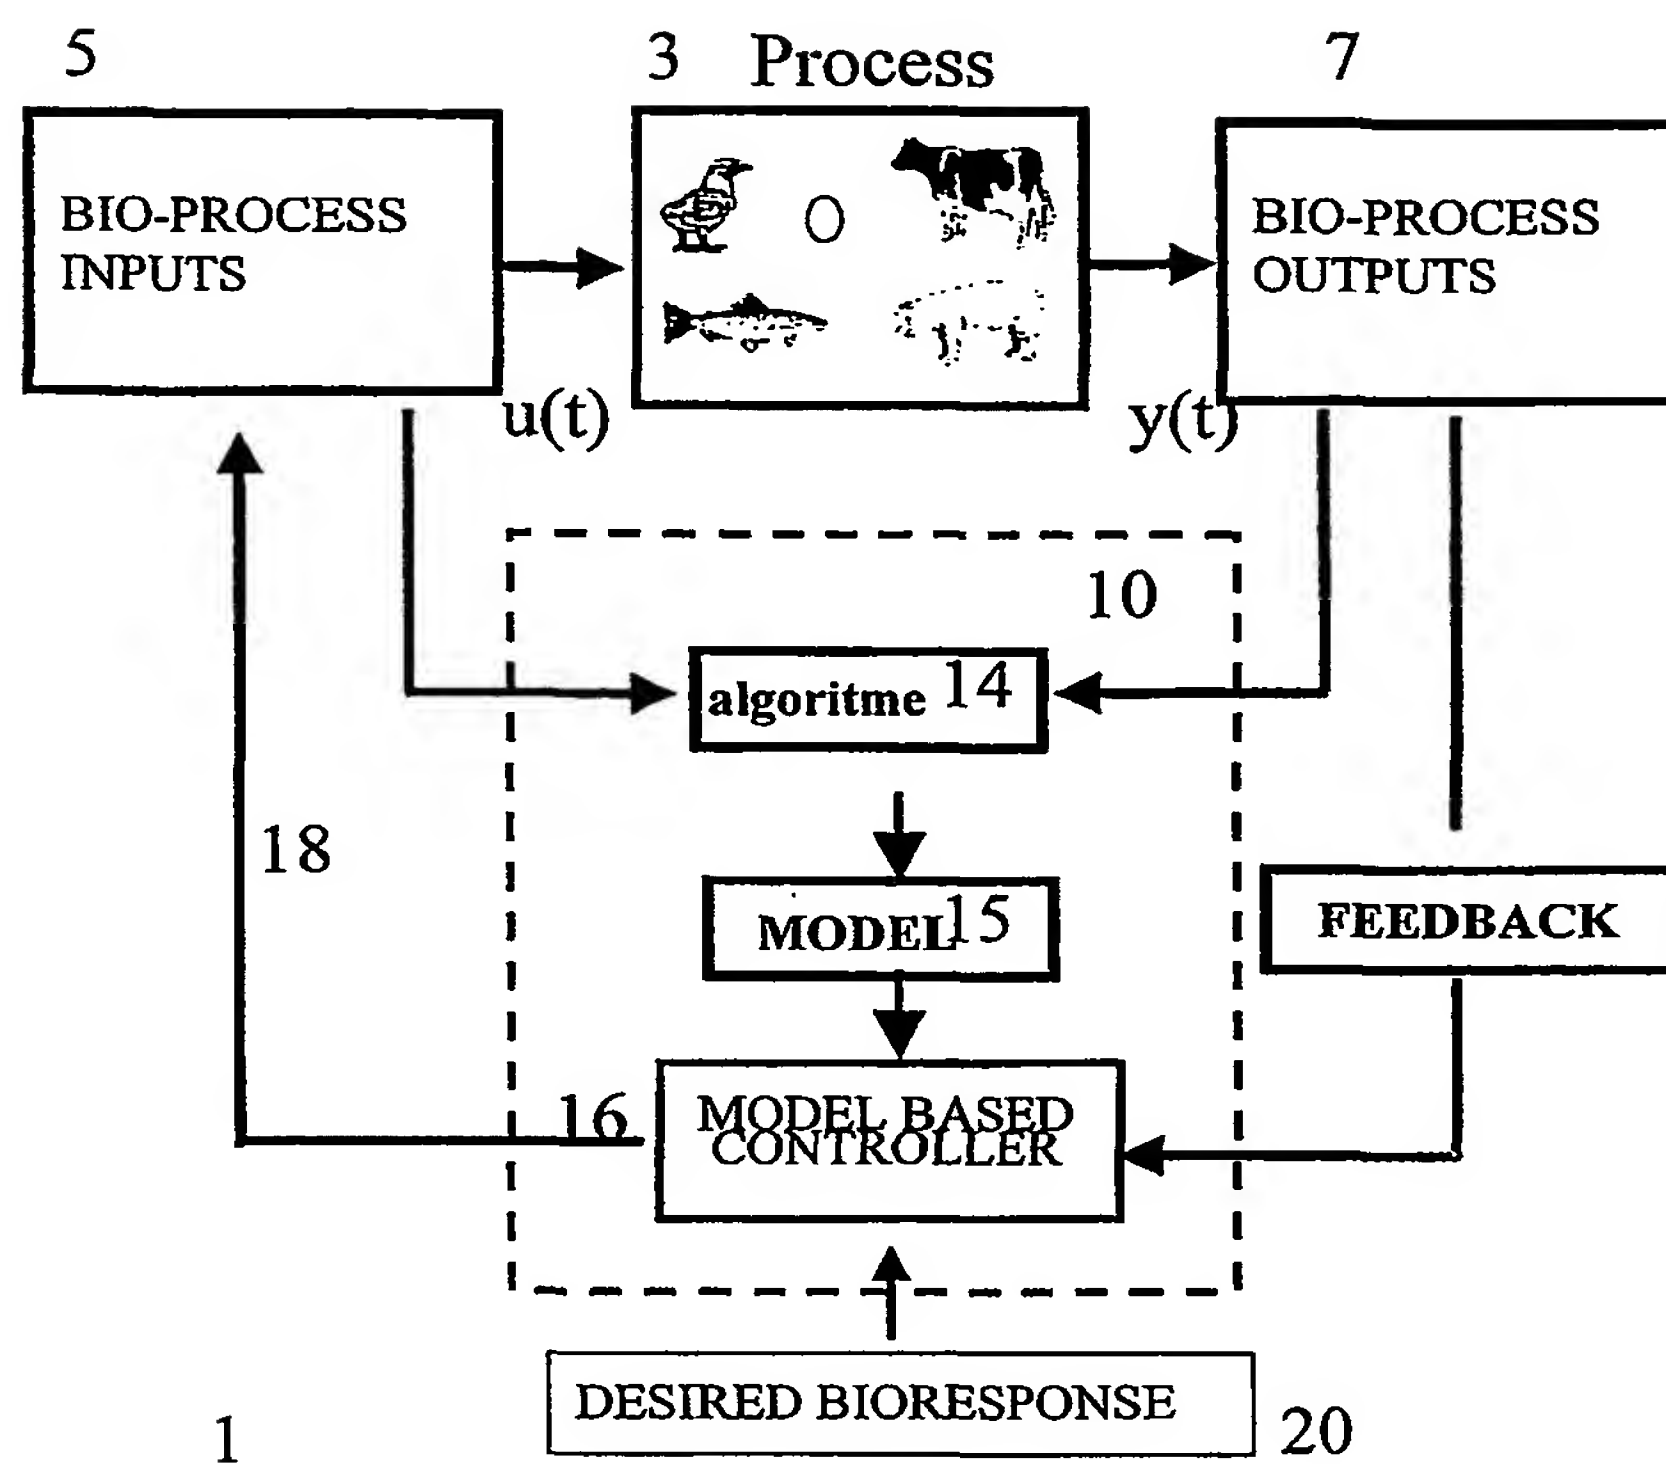 5
3 Process
7
BIO-PROCESS
INPUTS
O
BIO-PROCESS
OUTPUTS
u(t)
y(t)
10
algoritme 14
18
MODEL 15
FEEDBACK
16
MODEL BASED
CONTROLLER
DESIRED BIORESPONSE
20
1